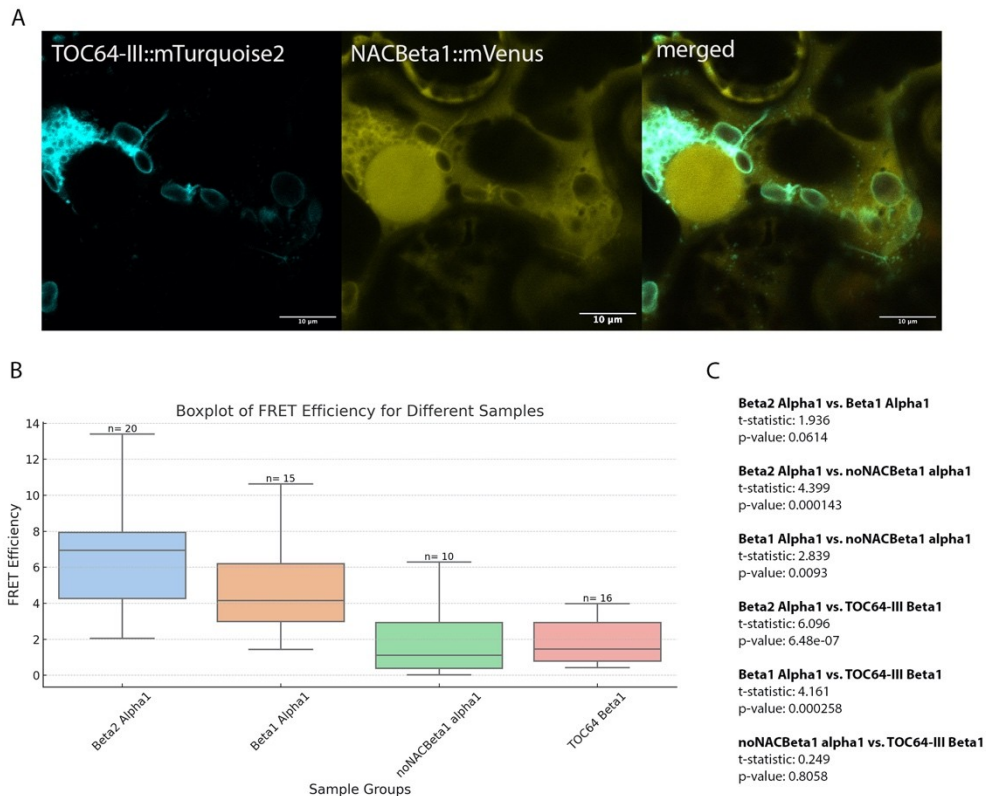 A
TOC64-III::mTurquoise2
NACBeta1::mVenus
merged
10 µm
10 µm
10 µm
B
Boxplot of FRET Efficiency for Different Samples
FRET Efficiency
14
12
10
8
6
4
2
0
n= 20
n= 15
n= 10
n= 16
Beta2 Alpha1
Beta1 Alpha1
noNACBeta1 alpha1
TOC64 Beta1
Sample Groups
C
Beta2 Alpha1 vs. Beta1 Alpha1
t-statistic: 1.936
p-value: 0.0614
Beta2 Alpha1 vs. noNACBeta1 alpha1
t-statistic: 4.399
p-value: 0.000143
Beta1 Alpha1 vs. noNACBeta1 alpha1
t-statistic: 2.839
p-value: 0.0093
Beta2 Alpha1 vs. TOC64-III Beta1
t-statistic: 6.096
p-value: 6.48e-07
Beta1 Alpha1 vs. TOC64-III Beta1
t-statistic: 4.161
p-value: 0.000258
noNACBeta1 alpha1 vs. TOC64-III Beta1
t-statistic: 0.249
p-value: 0.8058